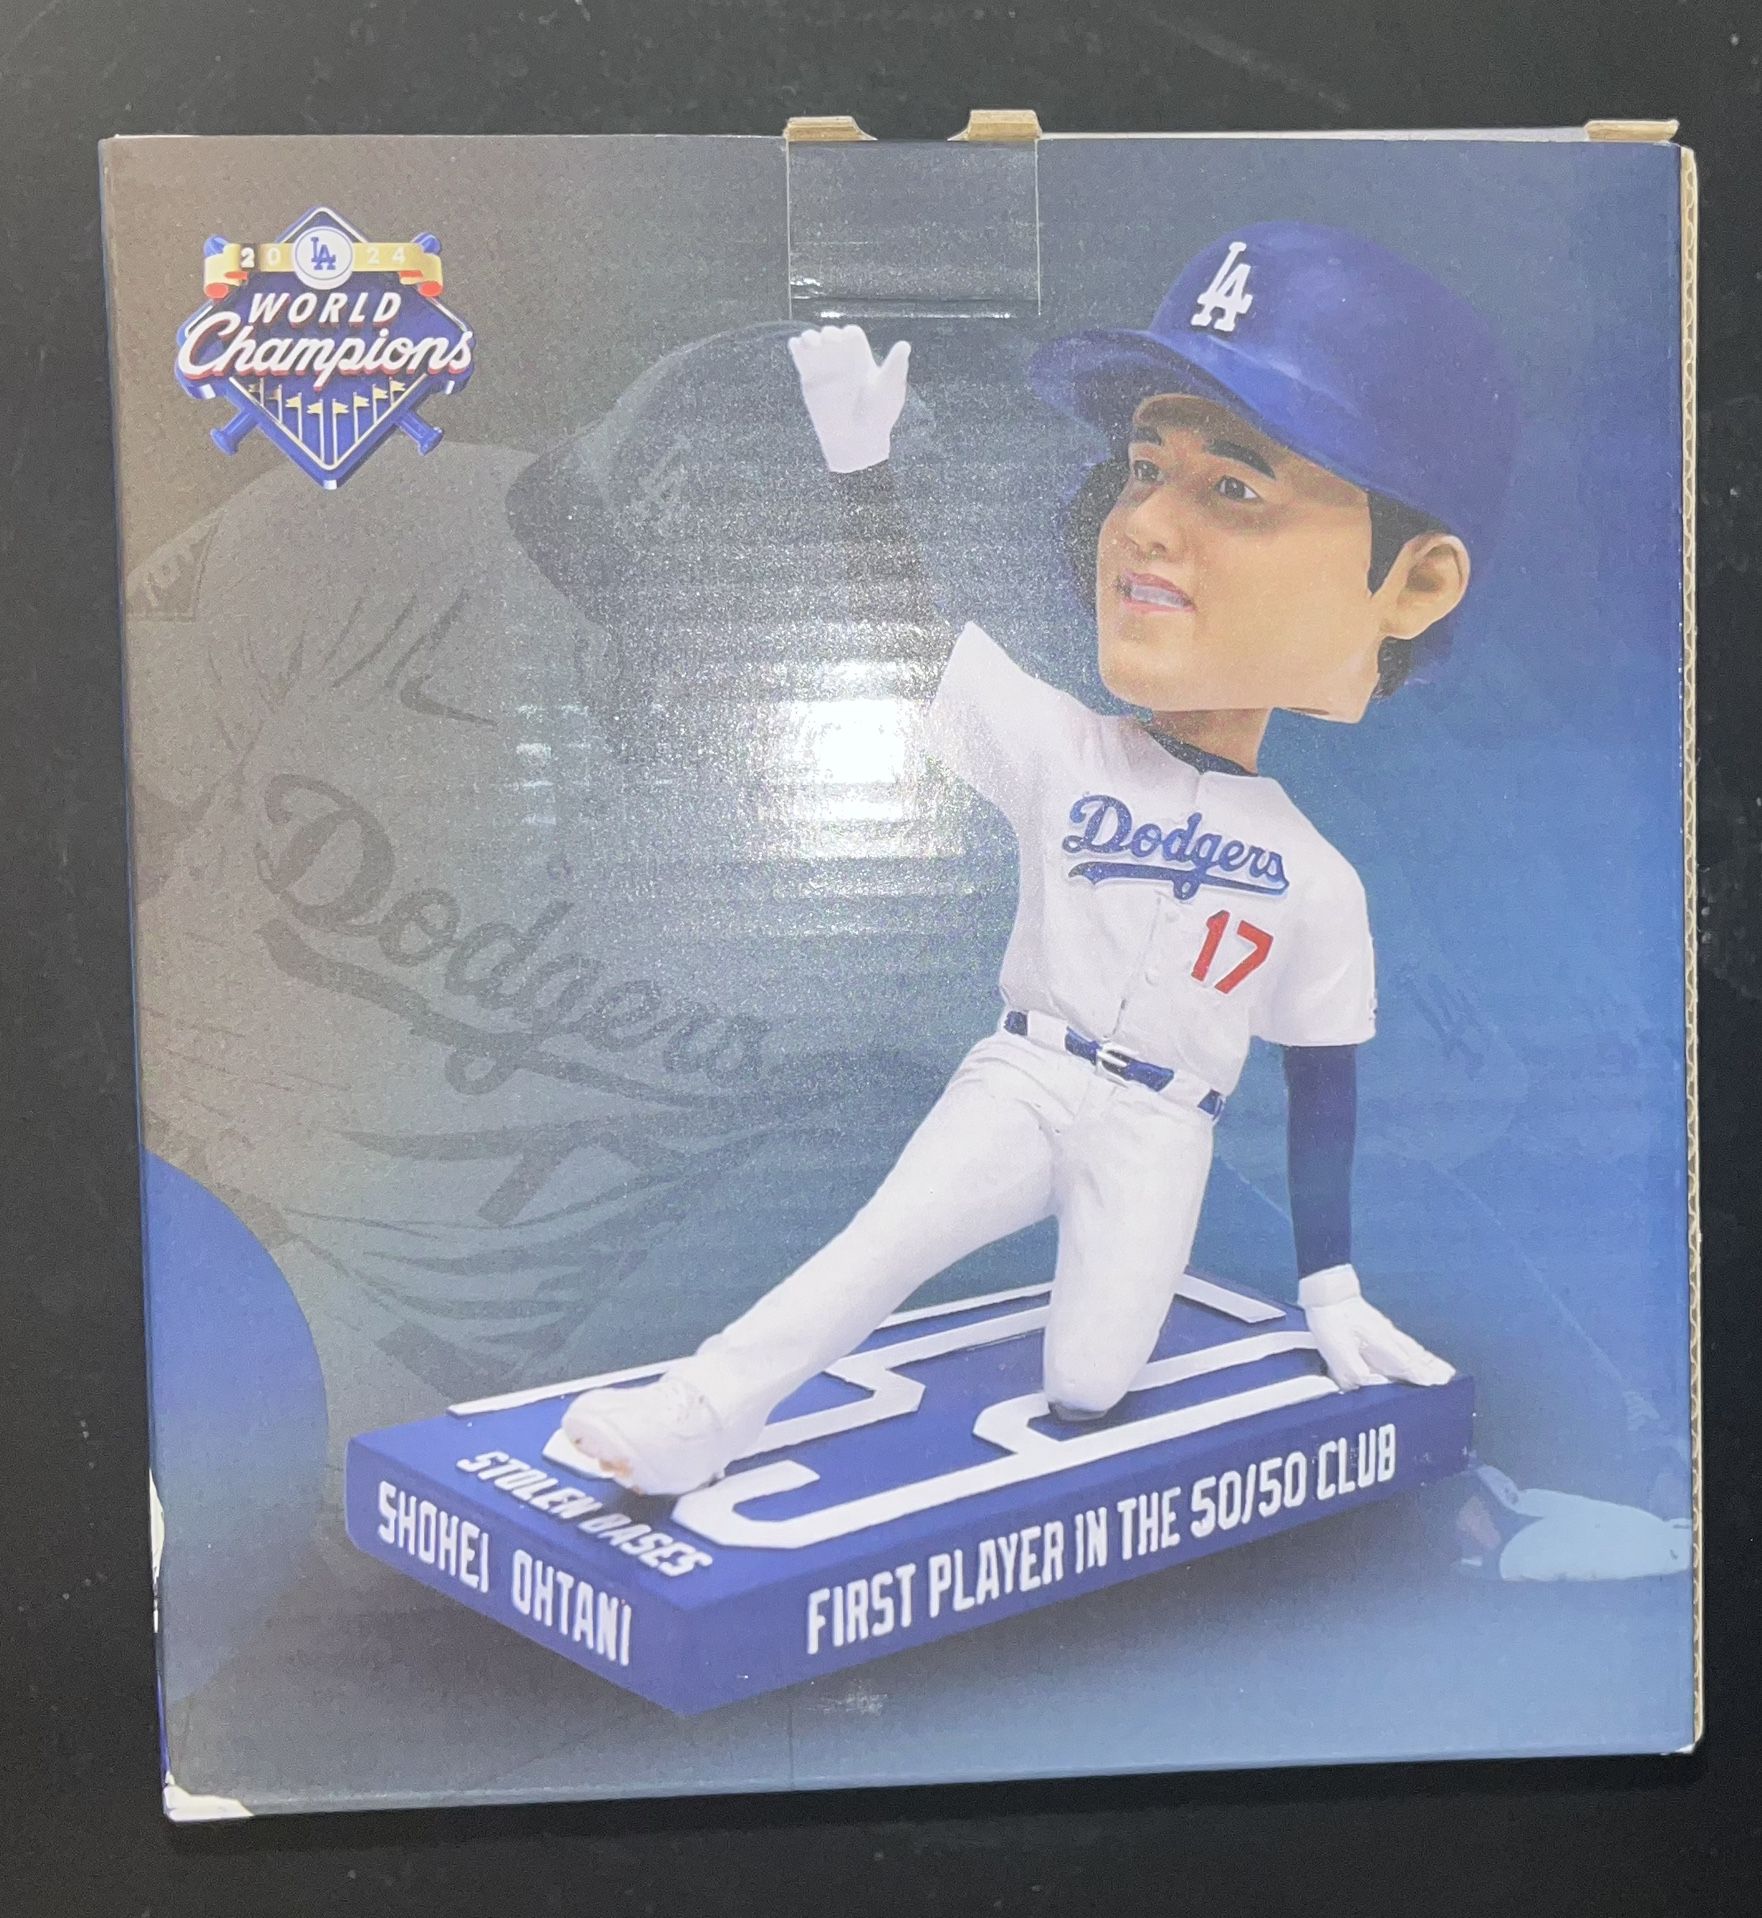 2024
LA
WORLD
Champions
LA
Dodgers
17
Dodgers
STOLEN BASES
SHOHEI OHTANI
FIRST PLAYER IN THE 50/50 CLUB